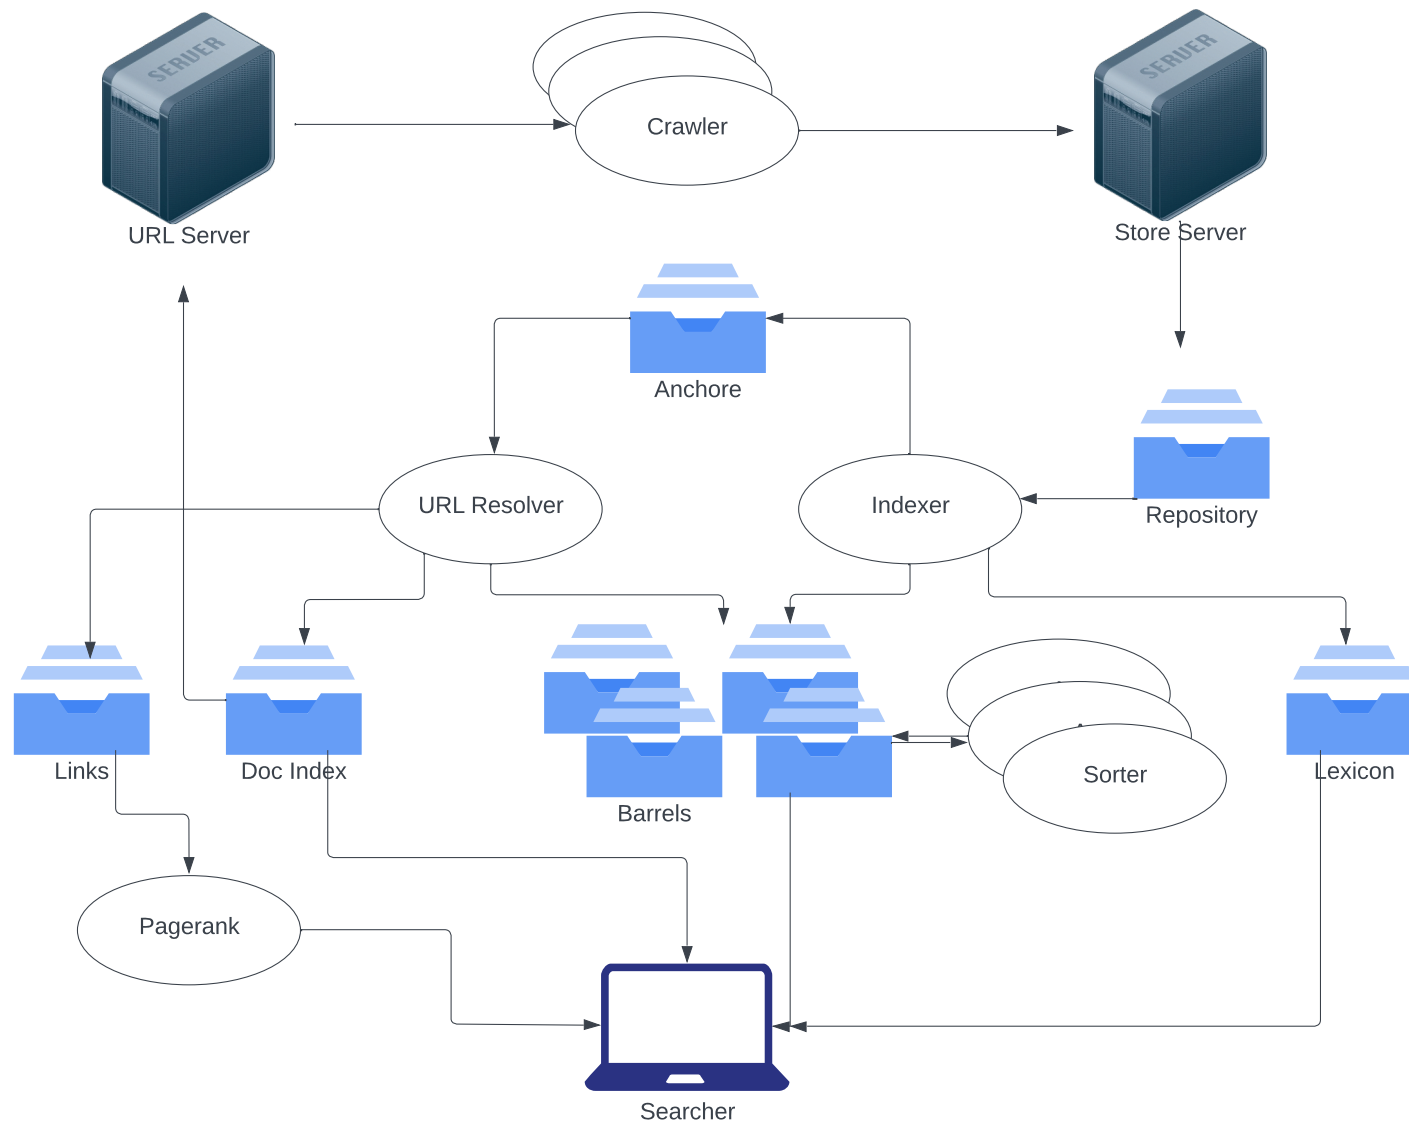 SERVER
SERVER
Crawler
URL Server
Store Server
Anchore
URL Resolver
Indexer
Repository
Links
Doc Index
Barrels
Sorter
Lexicon
Pagerank
Searcher